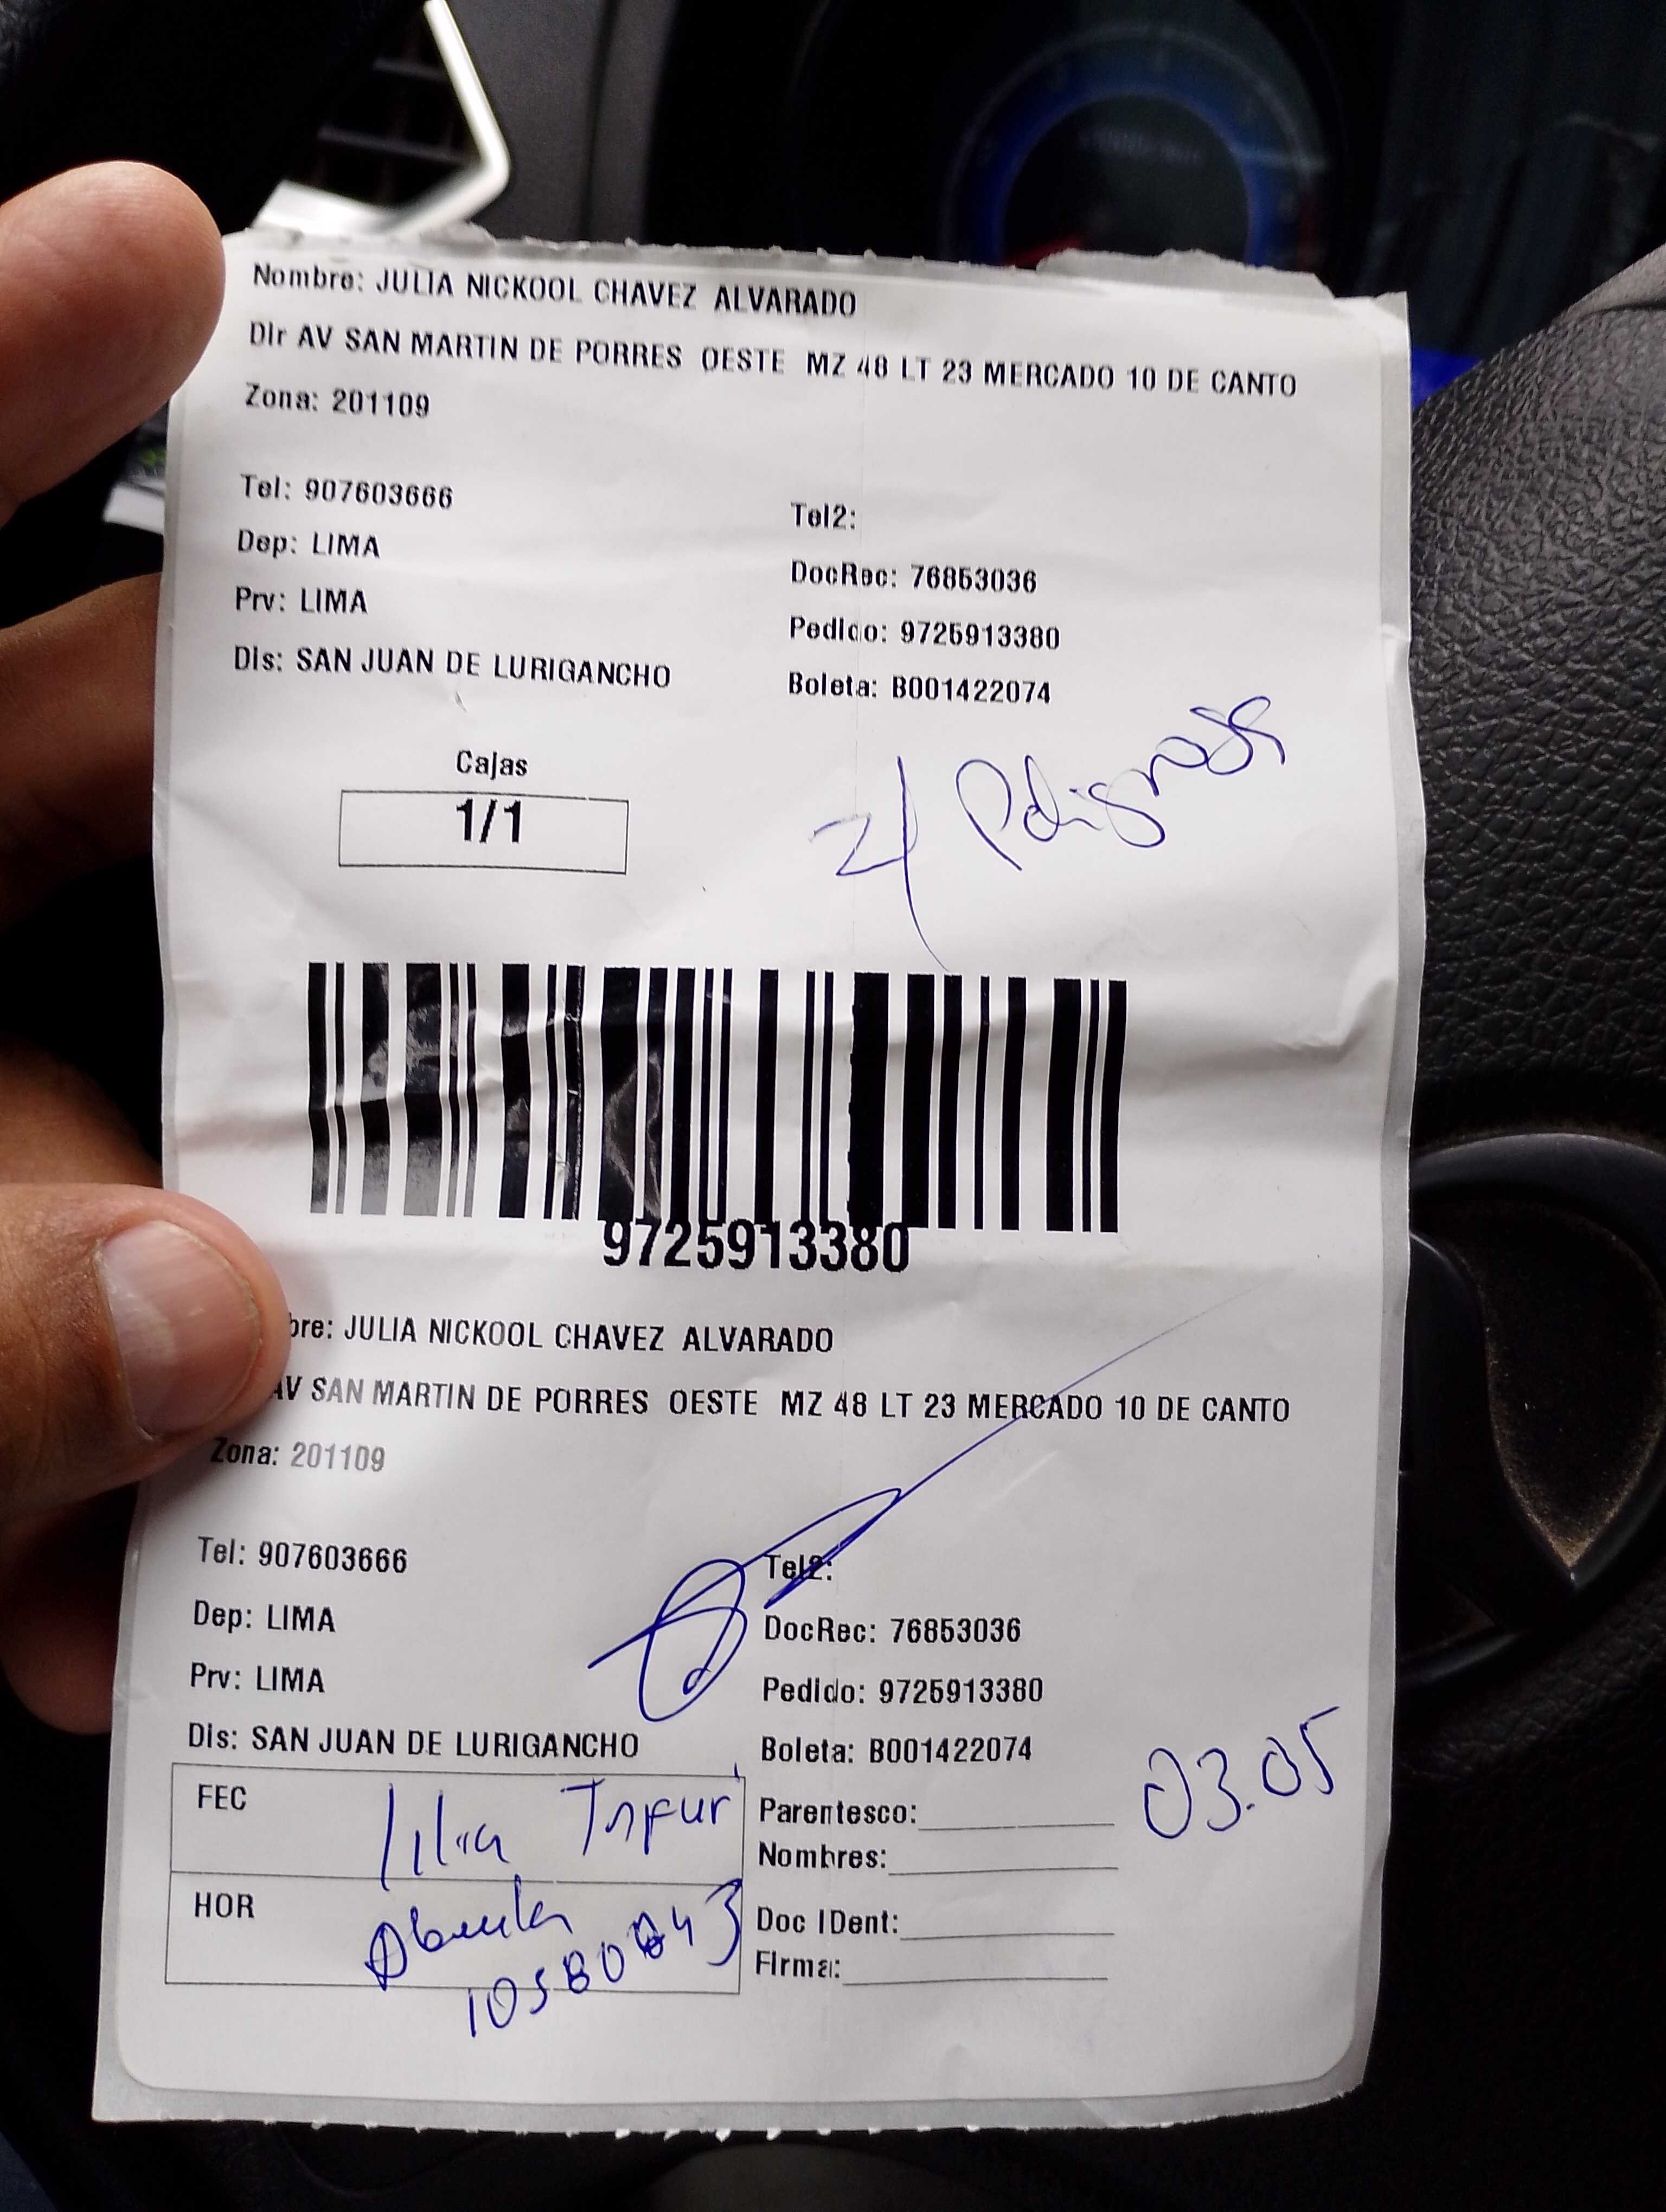 Nombre: JULIA NICKOOL CHAVEZ ALVARADO
Dir AV SAN MARTIN DE PORRES OESTE MZ 48 LT 23 MERCADO 10 DE CANTO
Zona: 201109
Tel: 907603666
Tel2:
Dep: LIMA
DocRec: 76853036
Prv: LIMA
Pedido: 9725913380
Dis: SAN JUAN DE LURIGANCHO
Boleta: B001422074
Cajas
1/1
Z/ Peligrosa
9725913380
bre: JULIA NICKOOL CHAVEZ ALVARADO
AV SAN MARTIN DE PORRES OESTE MZ 48 LT 23 MERCADO 10 DE CANTO
Zona: 201109
Tel: 907603666
Tel2:
Dep: LIMA
DocRec: 76853036
Prv: LIMA
Pedido: 9725913380
Dis: SAN JUAN DE LURIGANCHO
Boleta: B001422074
03.05
FEC
Parentesco:
Nombres:
HOR
Abuela
Doc IDent:
Firma: